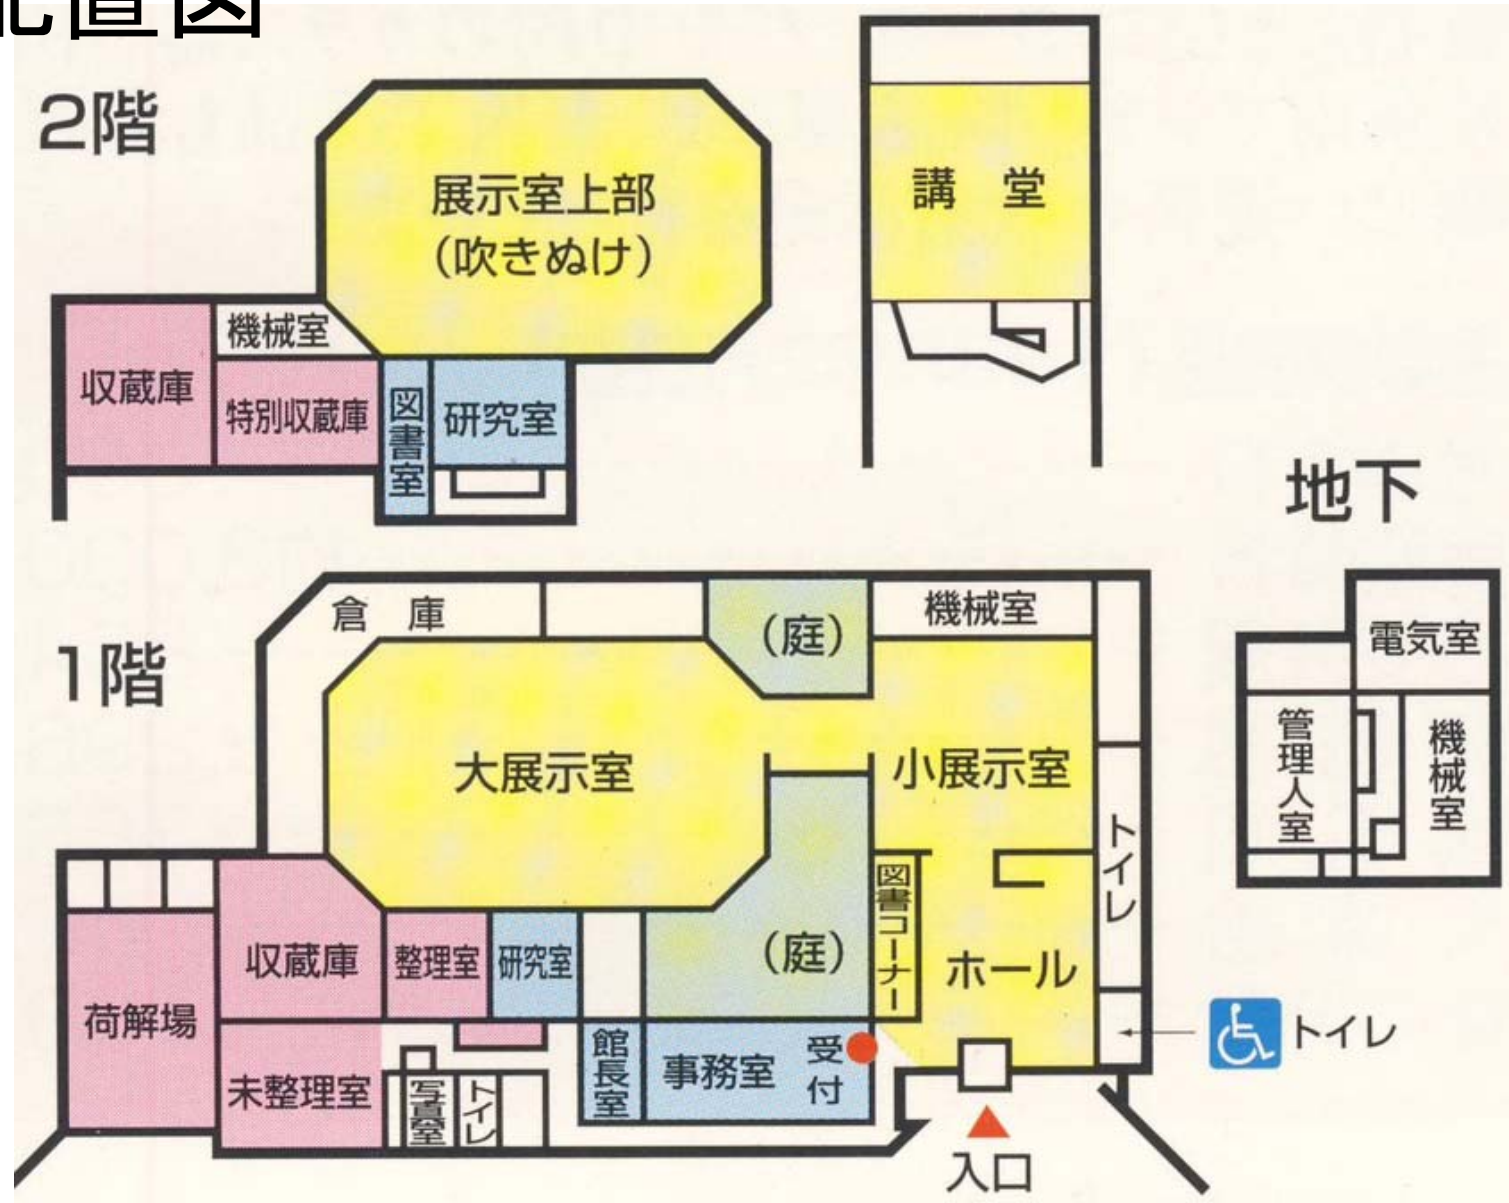 配置図
2階
展示室上部
（吹きぬけ）
講 堂
機械室
収蔵庫
特別収蔵庫
図書室
研究室
地下
電気室
管理人室
機械室
1階
倉 庫
（庭）
機械室
大展示室
小展示室
トイレ
図書コーナー
（庭）
ホール
収蔵庫
整理室
研究室
荷解場
未整理室
写真室
トイレ
館長室
事務室
受付
トイレ
入口